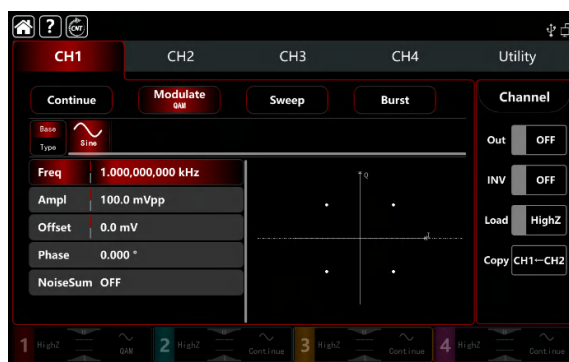 ? CNT
CH1 CH2 CH3 CH4 Utility
Continue Modulate Sweep Burst Channel
QAM
Base
Type Sine
Out OFF
Freq 1.000,000,000 kHz
INV OFF
Ampl 100.0 mVpp
Offset 0.0 mV
Load HighZ
Phase 0.000 °
Copy CH1←CH2
NoiseSum OFF
Q
I
1 HighZ QAM 2 HighZ Continue 3 HighZ Continue 4 HighZ Continue